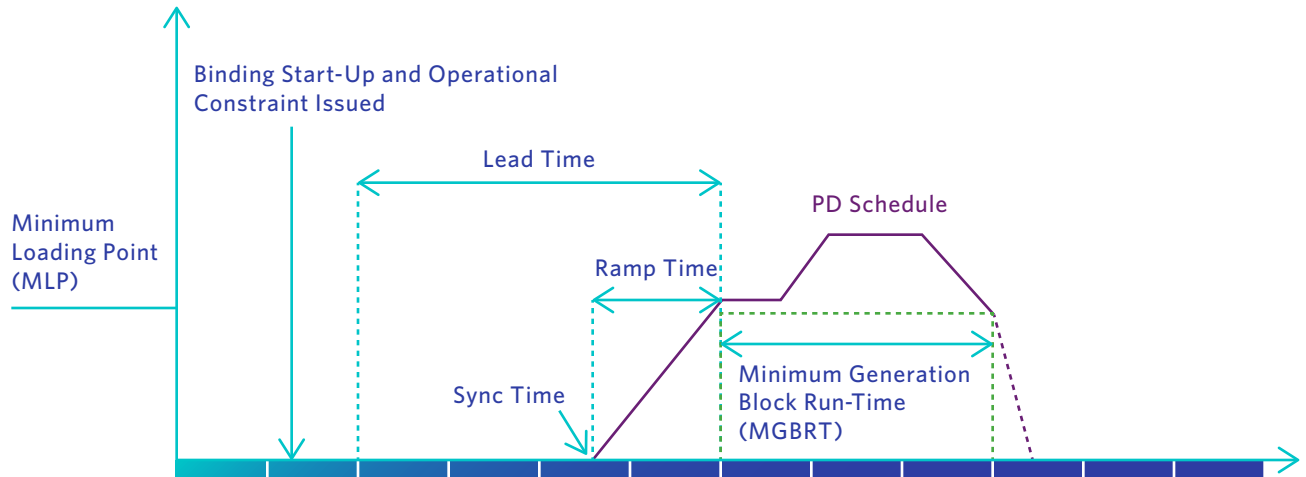 Binding Start-Up and Operational
Constraint Issued
Lead Time
PD Schedule
Minimum
Loading Point
(MLP)
Ramp Time
Sync Time
Minimum Generation
Block Run-Time
(MGBRT)